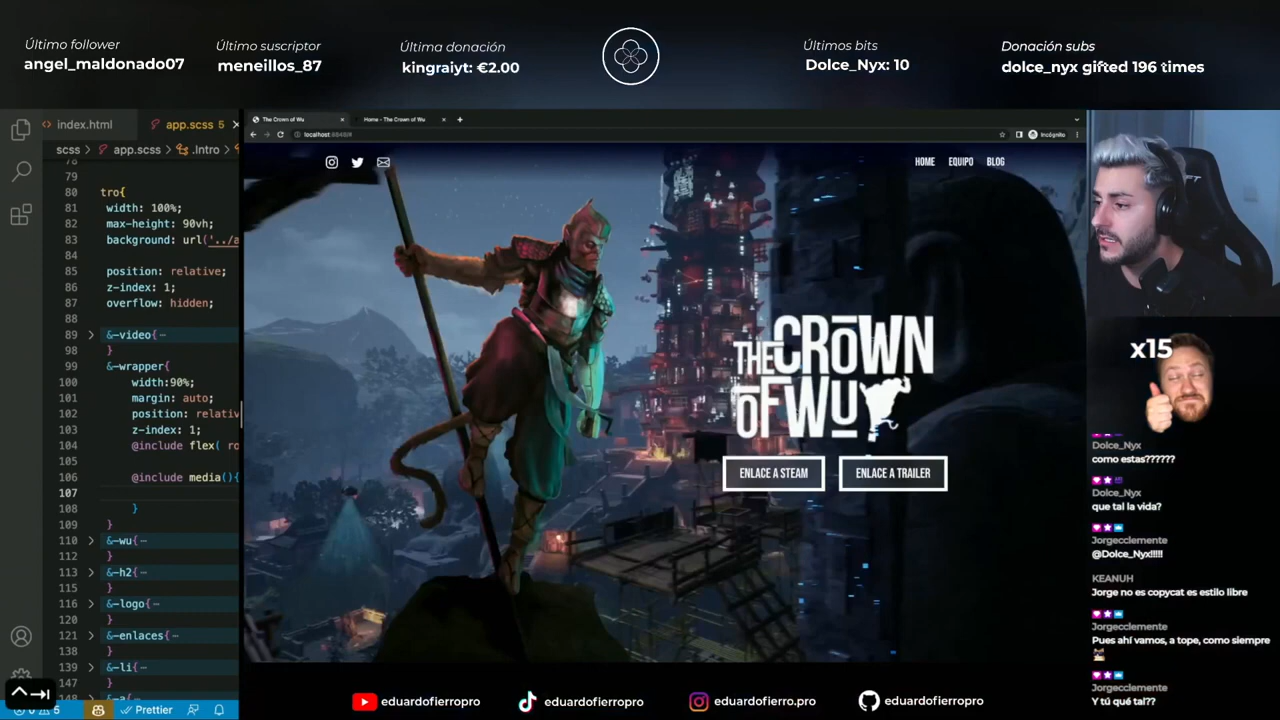 Último follower
angel_maldonado07
Último suscriptor
meneillos_87
Última donación
kingraiyt: €2.00
Últimos bits
Dolce_Nyx: 10
Donación subs
dolce_nyx gifted 196 times
index.html
app.scss 5
scss > app.scss > .Intro >
78
79
80 tro{
81 width: 100%;
82 max-height: 90vh;
83 background: url('../a
84
85 position: relative;
86 z-index: 1;
87 overflow: hidden;
88
89 &-video{
98 }
99 &-wrapper{
100 width:90%;
101 margin: auto;
102 position: relativ
103 z-index: 1;
104 @include flex( ro
105
106 @include media(){
107
108 }
109 }
110 &-wu{
112 }
113 &-h2{
115 }
116 &-logo{
120 }
121 &-enlaces{
138 }
139 &-li{
147 }
148 &-a{
5
Prettier
The Crown of Wu
Home - The Crown of Wu
localhost
Incógnito
HOME EQUIPO BLOG
THE CROWN
OF WU
ENLACE A STEAM
ENLACE A TRAILER
x15
Dolce_Nyx
como estas??????
Dolce_Nyx
que tal la vida?
Jorgecclemente
@Dolce_Nyx!!!!!
KEANUH
Jorge no es copycat es estilo libre
Jorgecclemente
Pues ahí vamos, a tope, como siempre
Jorgecclemente
Y tú qué tal??
eduardofierropro
eduardofierropro
eduardofierro.pro
eduardofierropro